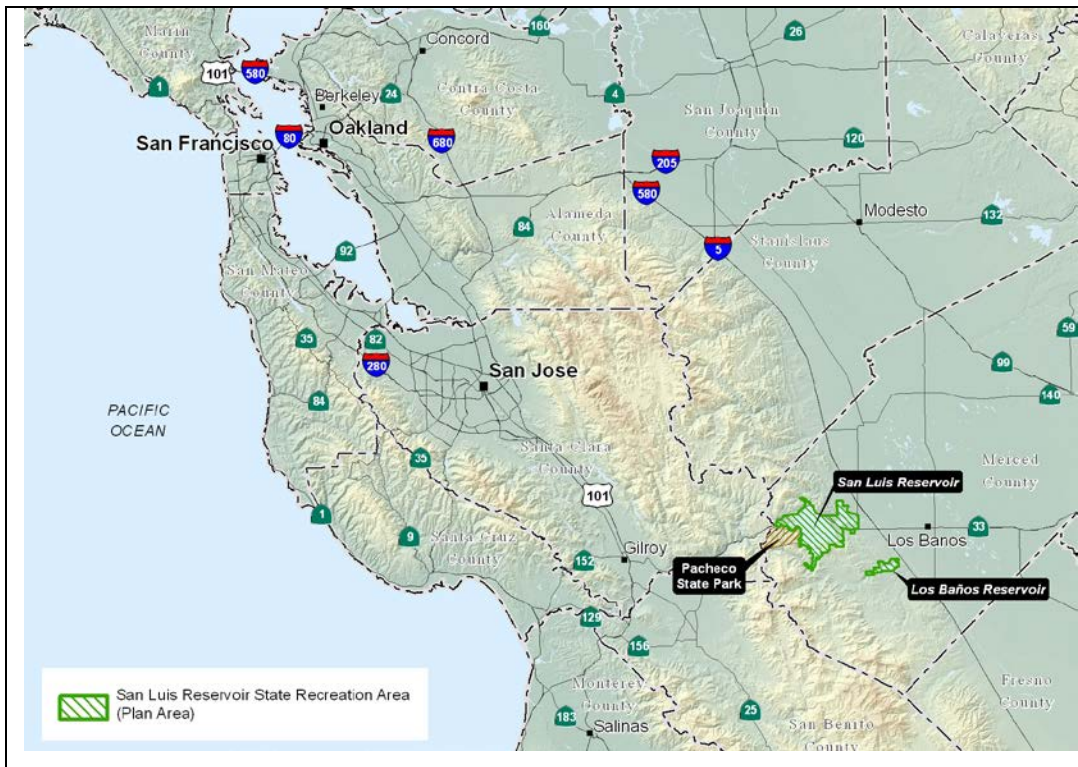 Marin
County
160
Concord
26
Calaveras
County
101
580
1
Berkeley
24
Contra Costa
County
4
San Joaquin
County
Oakland
80
San Francisco
680
120
205
580
Modesto
132
Alameda
County
84
5
Stanislaus
County
92
San Mateo
County
35
82
280
59
99
San Jose
140
84
PACIFIC
OCEAN
Santa Clara
County
35
Merced
County
San Luis Reservoir
101
1
9
Santa Cruz
County
33
Los Banos
152
Gilroy
Pacheco
State Park
Los Baños Reservoir
129
156
Monterey
County
Fresno
County
183
Salinas
25
San Benito
County
San Luis Reservoir State Recreation Area
(Plan Area)